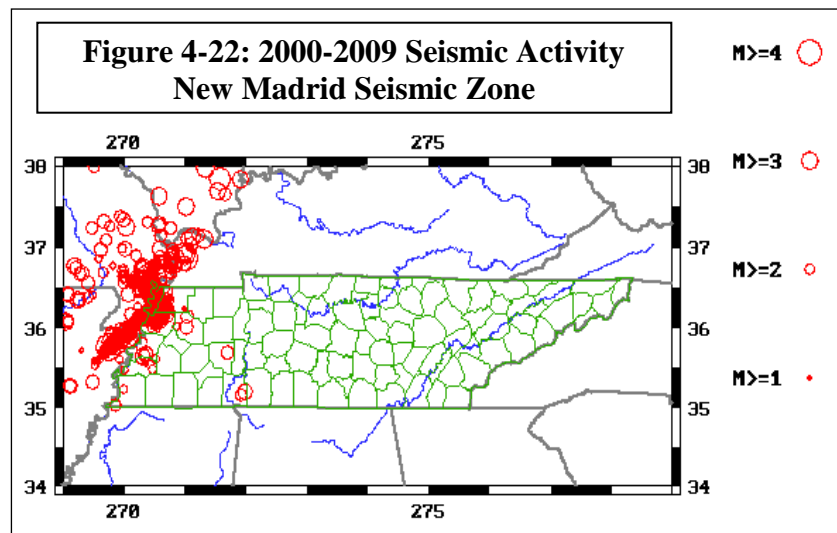 Figure 4-22: 2000-2009 Seismic Activity
New Madrid Seismic Zone
M>=4
M>=3
M>=2
M>=1
270 275
38 38
37 37
36 36
35 35
34 34
270 275